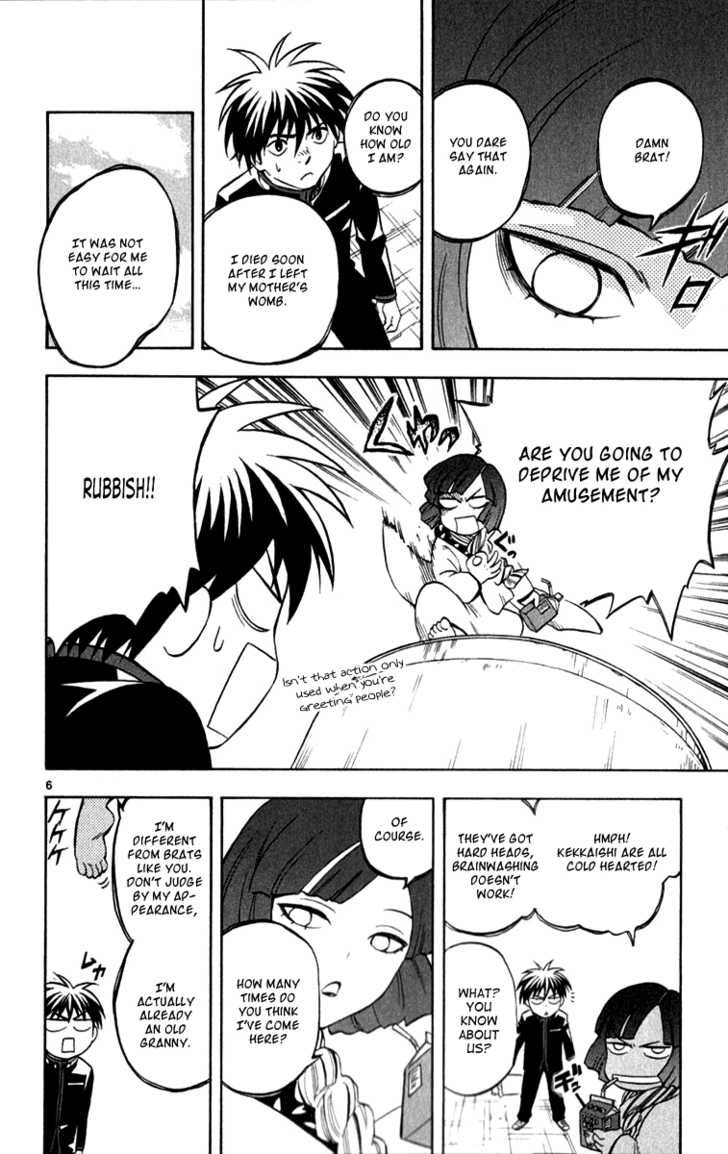 DAMN
BRAT!
YOU DARE
SAY THAT
AGAIN.
ギロ
DO YOU
KNOW
HOW OLD
I AM?
I DIED SOON
AFTER I LEFT
MY MOTHER'S
WOMB.
IT WAS NOT
EASY FOR ME
TO WAIT ALL
THIS TIME...
ARE YOU GOING TO
DEPRIVE ME OF MY
AMUSEMENT?
RUBBISH!!
Isn't that action only
used when you're
greeting people?
6
HMPH!
KEKKAISHI ARE ALL
COLD HEARTED!
THEY'VE GOT
HARD HEADS,
BRAINWASHING
DOESN'T
WORK!
WHAT?
YOU
KNOW
ABOUT
US?
OF
COURSE.
HOW MANY
TIMES DO YOU
THINK
I'VE COME
HERE?
I'M
DIFFERENT
FROM BRATS
LIKE YOU.
DON'T JUDGE
BY MY AP-
PEARANCE,
I'M
ACTUALLY
ALREADY
AN OLD
GRANNY.